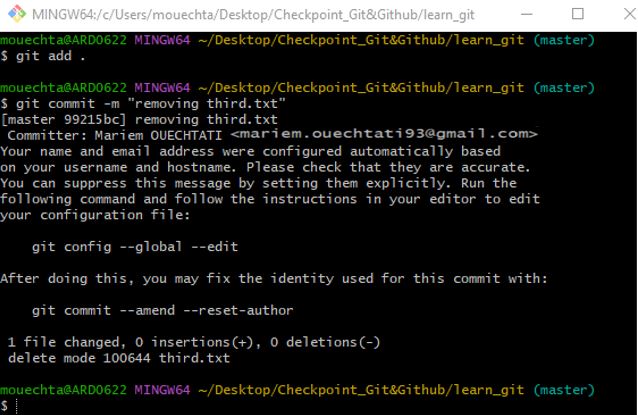 MINGW64:/c/Users/mouechta/Desktop/Checkpoint_Git&Github/learn_git
mouechta@ARDO622 MINGW64 ~/Desktop/Checkpoint_Git&Github/learn_git (master)
$ git add .
mouechta@ARDO622 MINGW64 ~/Desktop/Checkpoint_Git&Github/learn_git (master)
$ git commit -m "removing third.txt"
[master 99215bc] removing third.txt
Committer: Mariem OUECHTATI <mariem.ouechtati93@gmail.com>
Your name and email address were configured automatically based
on your username and hostname. Please check that they are accurate.
You can suppress this message by setting them explicitly. Run the
following command and follow the instructions in your editor to edit
your configuration file:
git config --global --edit
After doing this, you may fix the identity used for this commit with:
git commit --amend --reset-author
1 file changed, 0 insertions(+), 0 deletions(-)
delete mode 100644 third.txt
mouechta@ARDO622 MINGW64 ~/Desktop/Checkpoint_Git&Github/learn_git (master)
$